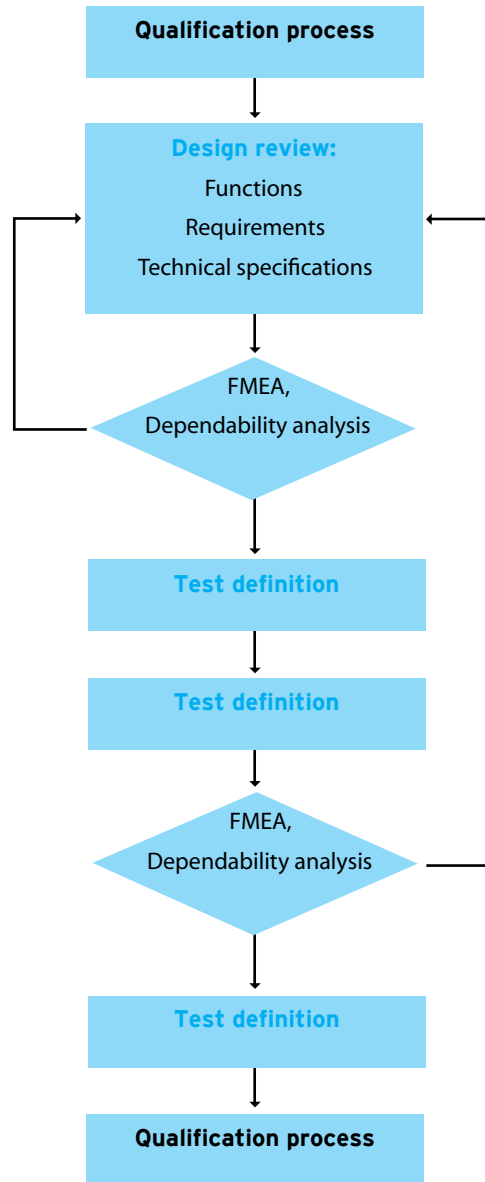 Qualification process
Design review:
Functions
Requirements
Technical specifications
FMEA,
Dependability analysis
Test definition
Test definition
FMEA,
Dependability analysis
Test definition
Qualification process